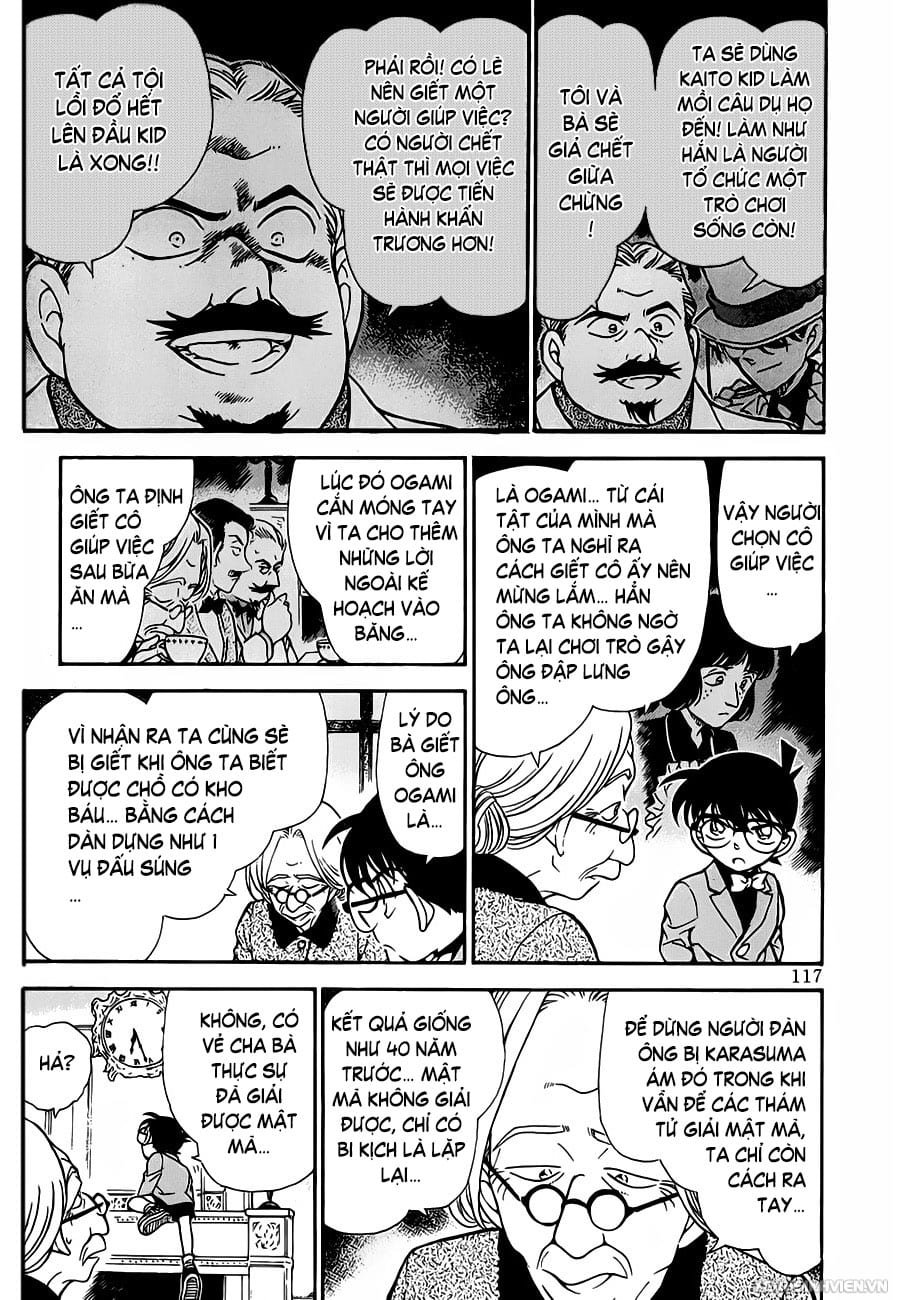 TA SẼ DÙNG
KAITO KID LÀM
MỒI CÂU DỤ HỌ
ĐẾN! LÀM NHƯ
HẮN LÀ NGƯỜI
TỔ CHỨC MỘT
TRÒ CHƠI
SỐNG CÒN!
TÔI VÀ
BÀ SẼ
GIẢ CHẾT
GIỮA
CHỪNG
!
PHẢI RỒI! CÓ LẼ
NÊN GIẾT MỘT
NGƯỜI GIÚP VIỆC?
CÓ NGƯỜI CHẾT
THẬT THÌ MỌI VIỆC
SẼ ĐƯỢC TIẾN
HÀNH KHẨN
TRƯƠNG HƠN!
TẤT CẢ TỘI
LỒI ĐỔ HẾT
LÊN ĐẦU KID
LÀ XONG!!
VẬY NGƯỜI
CHỌN CÔ
GIÚP VIỆC
...
LÀ OGAMI... TỪ CÁI
TẬT CỦA MÌNH MÀ
ÔNG TA NGHĨ RA
CÁCH GIẾT CÔ ẤY NÊN
MỪNG LẮM... HẲN
ÔNG TA KHÔNG NGỜ
TA LẠI CHƠI TRÒ GẬY
ÔNG ĐẬP LƯNG
ÔNG...
LÚC ĐÓ OGAMI
CẮN MÓNG TAY
VÌ TA CHO THÊM
NHỮNG LỜI
NGOÀI KẾ
HOẠCH VÀO
BĂNG...
ÔNG TA ĐỊNH
GIẾT CÔ
GIÚP VIỆC
SAU BỮA
ĂN MÀ
...
LÝ DO
BÀ GIẾT
ÔNG
OGAMI
LÀ...
VÌ NHẬN RA TA CŨNG SẼ
BỊ GIẾT KHI ÔNG TA BIẾT
ĐƯỢC CHỖ CÓ KHO
BÁU... BẰNG CÁCH
DÀN DỰNG NHƯ 1
VỤ ĐẤU SÚNG
...
117
ĐỂ DỪNG NGƯỜI ĐÀN
ÔNG BỊ KARASUMA
ÁM ĐÓ TRONG KHI
VẪN ĐỂ CÁC THÁM
TỬ GIẢI MẬT MÃ,
TA CHỈ CÒN
CÁCH RA
TAY...
KẾT QUẢ GIỐNG
NHƯ 40 NĂM
TRƯỚC... MẬT
MÃ KHÔNG GIẢI
ĐƯỢC, CHỈ CÓ
BI KỊCH LÀ LẶP
LẠI...
KHÔNG, CÓ
VẺ CHA BÀ
THỰC SỰ
ĐÃ GIẢI
ĐƯỢC MẬT
MÃ...
HẢ?